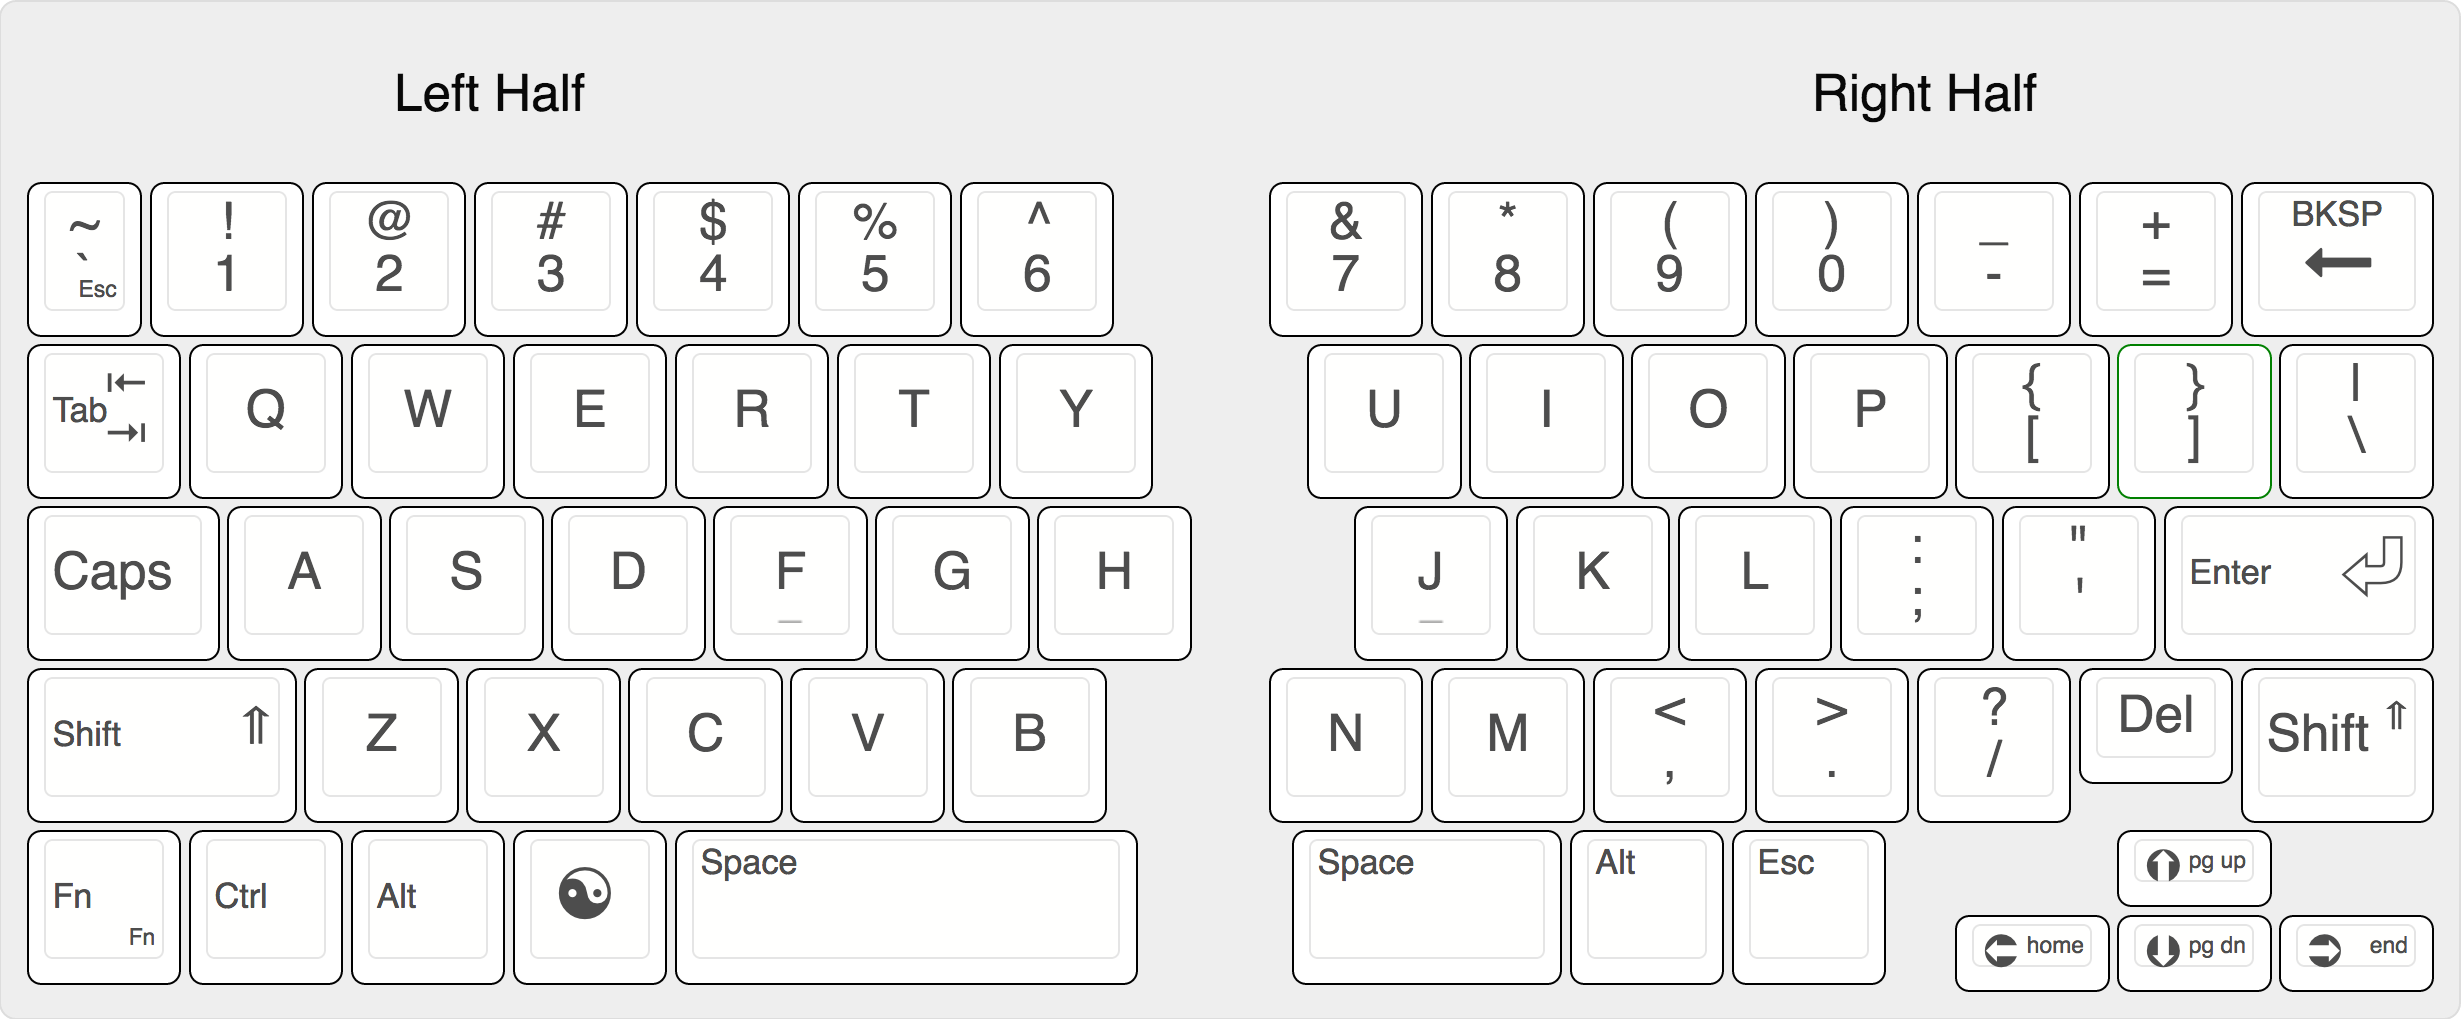 Left Half
Right Half
~ ! @ # $ % ^
` 1 2 3 4 5 6
Esc
& * ( ) _ + BKSP
7 8 9 0 - =
Tab Q W E R T Y
U I O P { } |
[ ] \
Caps A S D F G H
_
J K L : "
_ ; '
Enter
Shift Z X C V B
N M < > ? Del Shift
, . /
Fn Ctrl Alt Space
Fn
Space Alt Esc
pg up
home pg dn end